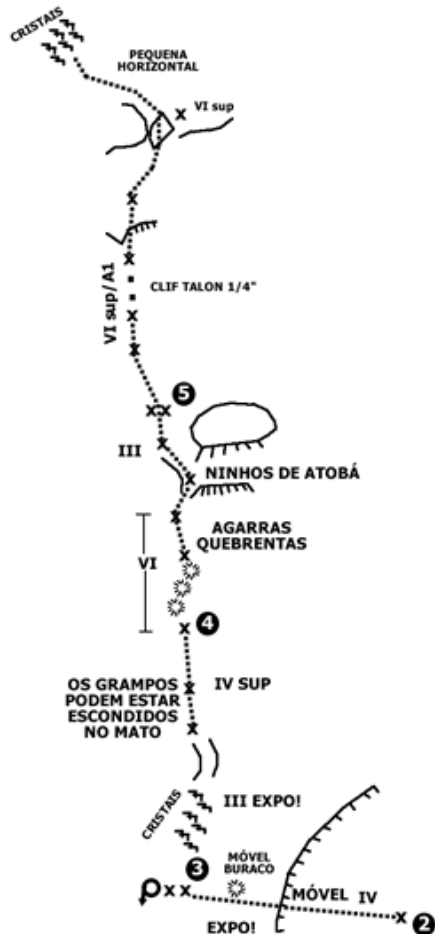 CRISTAIS
PEQUENA
HORIZONTAL
X VI sup
X
X
VI sup/A1
CLIF TALON 1/4"
X
X
5
X X
X
III
X
NINHOS DE ATOBÁ
X
AGARRAS
QUEBRENTAS
X
VI
X
4
X
IV SUP
OS GRAMPOS
PODEM ESTAR
ESCONDIDOS
NO MATO
X
CRISTAIS
III EXPO!
3
MÓVEL
BURACO
X X
MÓVEL IV
X
2
EXPO!